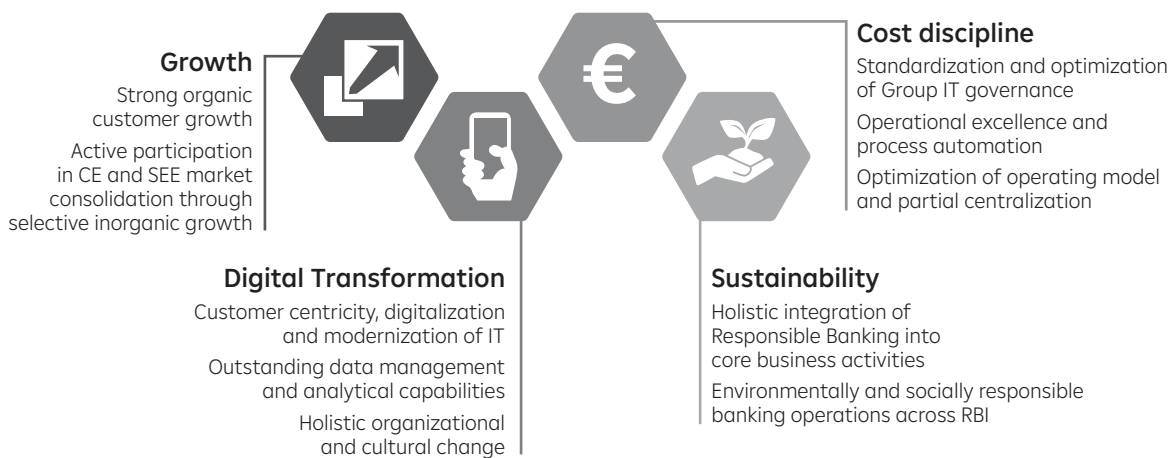 Growth
Strong organic
customer growth
Active participation
in CE and SEE market
consolidation through
selective inorganic growth
Digital Transformation
Customer centricity, digitalization
and modernization of IT
Outstanding data management
and analytical capabilities
Holistic organizational
and cultural change
€
Cost discipline
Standardization and optimization
of Group IT governance
Operational excellence and
process automation
Optimization of operating model
and partial centralization
Sustainability
Holistic integration of
Responsible Banking into
core business activities
Environmentally and socially responsible
banking operations across RBI